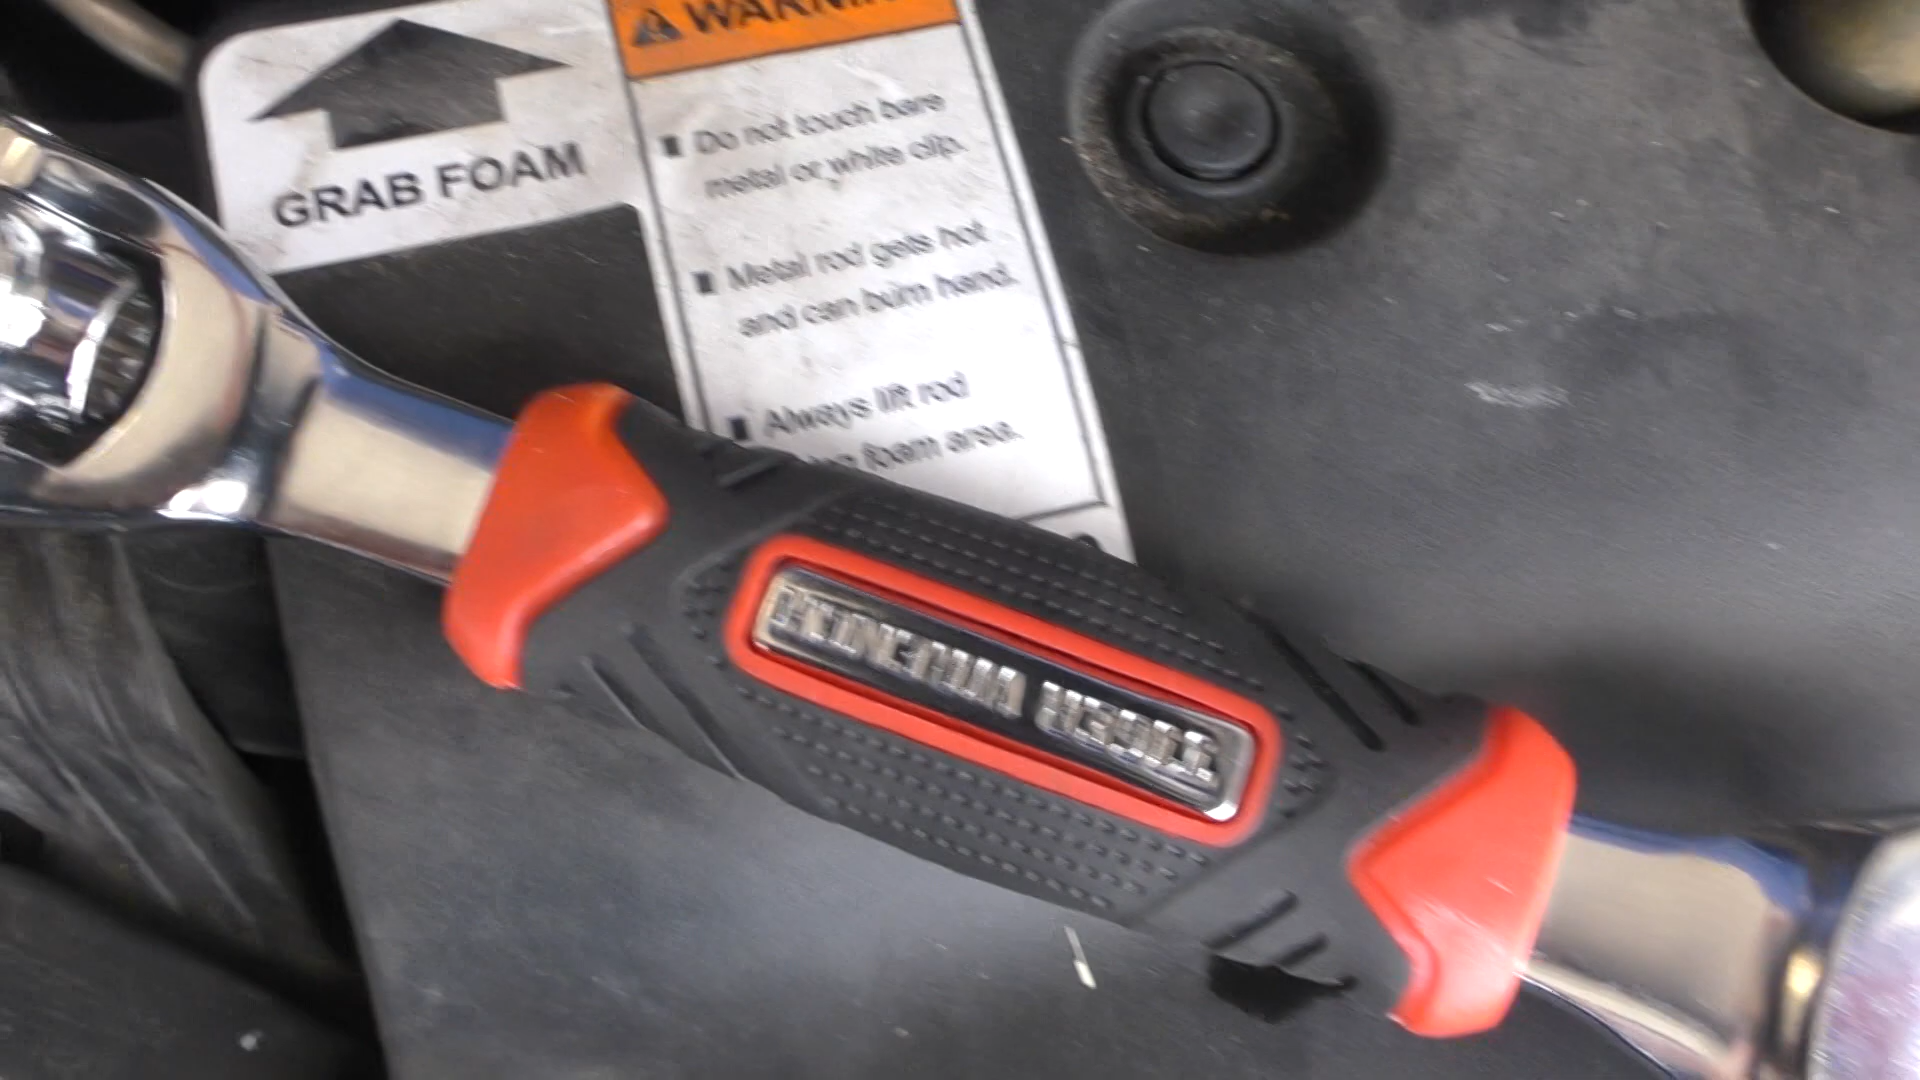 GRAB FOAM
Do not touch bare
metal or white clip.
Metal rod gets hot
and can burn hand.
Always lift rod
foam area.